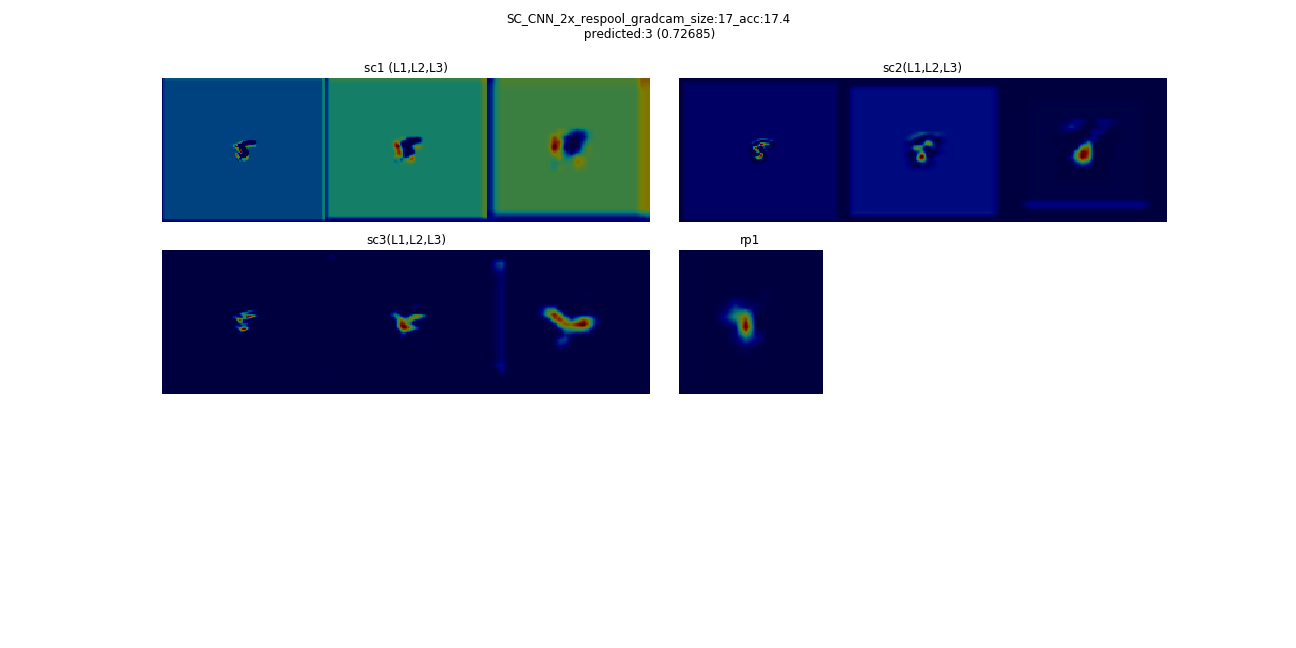 SC_CNN_2x_respool_gradcam_size:17_acc:17.4
predicted:3 (0.72685)
sc1 (L1,L2,L3)
sc2(L1,L2,L3)
sc3(L1,L2,L3)
rp1